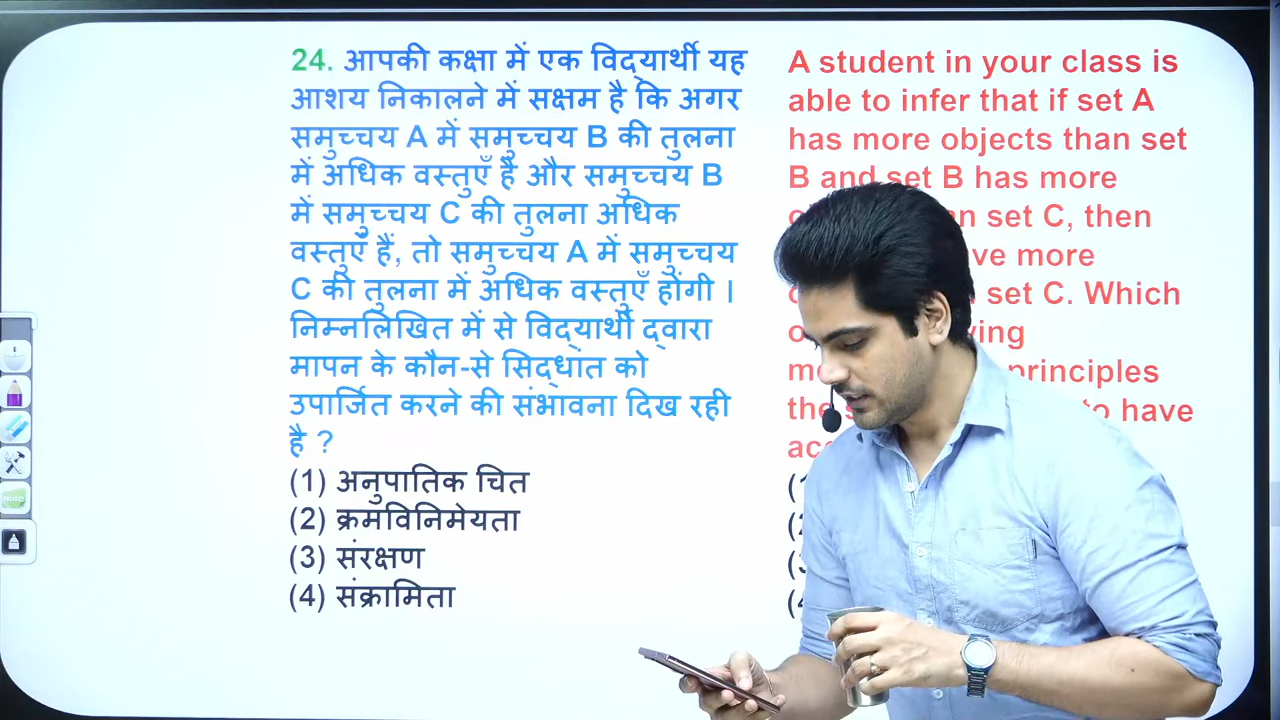 24. आपकी कक्षा में एक विद्यार्थी यह
आशय निकालने में सक्षम है कि अगर
समुच्चय A में समुच्चय B की तुलना
में अधिक वस्तुएँ हैं और समुच्चय B
में समुच्चय C की तुलना अधिक
वस्तुएँ हैं, तो समुच्चय A में समुच्चय
C की तुलना में अधिक वस्तुएँ होंगी ।
निम्नलिखित में से विद्यार्थी द्वारा
मापन के कौन-से सिद्धांत को
उपार्जित करने की संभावना दिख रही
है ?
(1) अनुपातिक चित
(2) क्रमविनिमेयता
(3) संरक्षण
(4) संक्रामिता
A student in your class is
able to infer that if set A
has more objects than set
B and set B has more
set C, then
more
set C. Which
principles
to have
Note